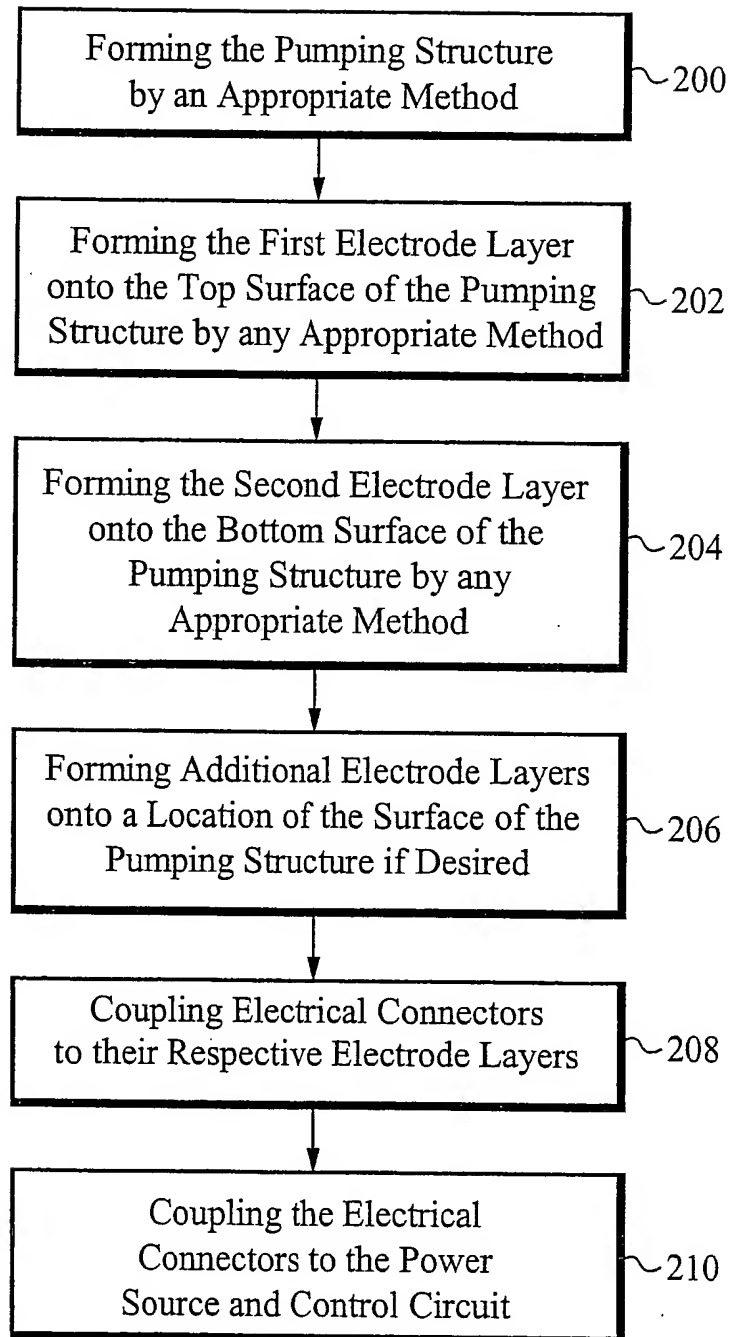 Forming the Pumping Structure
by an Appropriate Method
200
Forming the First Electrode Layer
onto the Top Surface of the Pumping
Structure by any Appropriate Method
202
Forming the Second Electrode Layer
onto the Bottom Surface of the
Pumping Structure by any
Appropriate Method
204
Forming Additional Electrode Layers
onto a Location of the Surface of the
Pumping Structure if Desired
206
Coupling Electrical Connectors
to their Respective Electrode Layers
208
Coupling the Electrical
Connectors to the Power
Source and Control Circuit
210